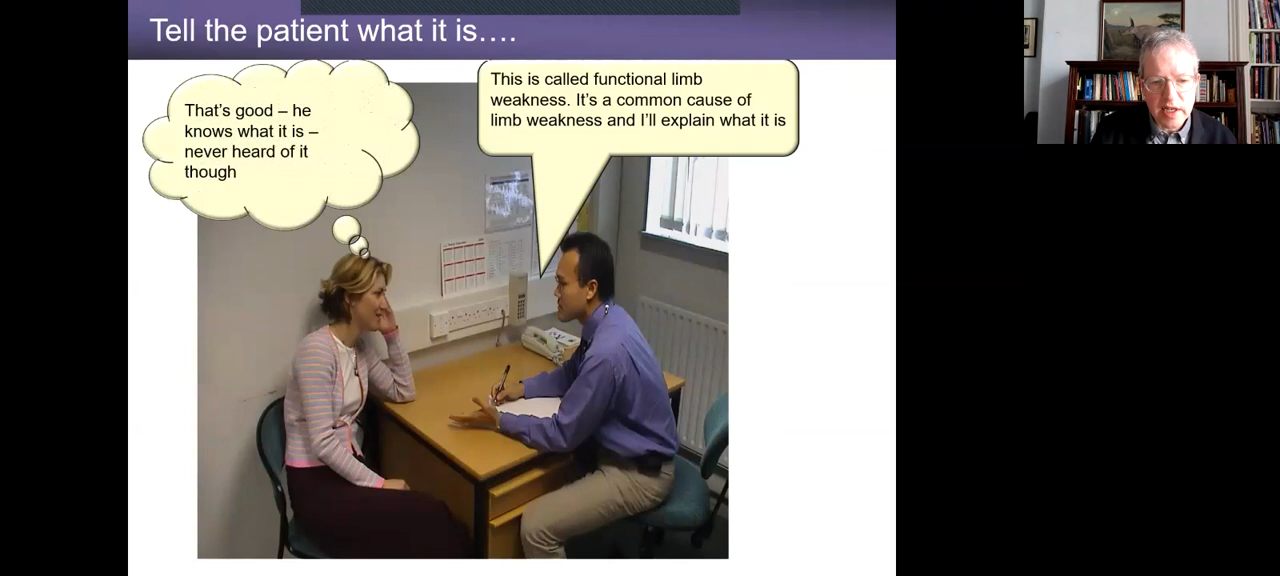 Tell the patient what it is….
That’s good – he
knows what it is –
never heard of it
though
This is called functional limb
weakness. It’s a common cause of
limb weakness and I’ll explain what it is